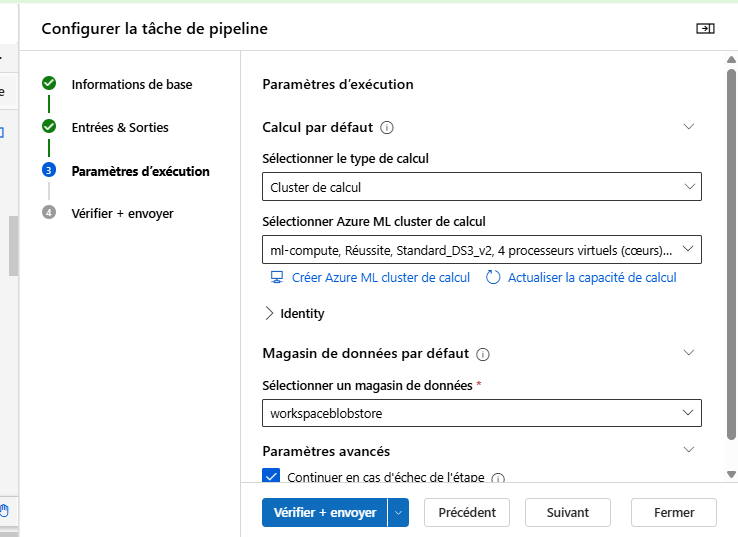 Configurer la tâche de pipeline
Informations de base
Entrées & Sorties
3 Paramètres d'exécution
4 Vérifier + envoyer
Paramètres d'exécution
Calcul par défaut
Sélectionner le type de calcul
Cluster de calcul
Sélectionner Azure ML cluster de calcul
ml-compute, Réussite, Standard_DS3_v2, 4 processeurs virtuels (cœurs)...
Créer Azure ML cluster de calcul Actualiser la capacité de calcul
Identity
Magasin de données par défaut
Sélectionner un magasin de données *
workspaceblobstore
Paramètres avancés
Continuer en cas d'échec de l'étape
Vérifier + envoyer Précédent Suivant Fermer